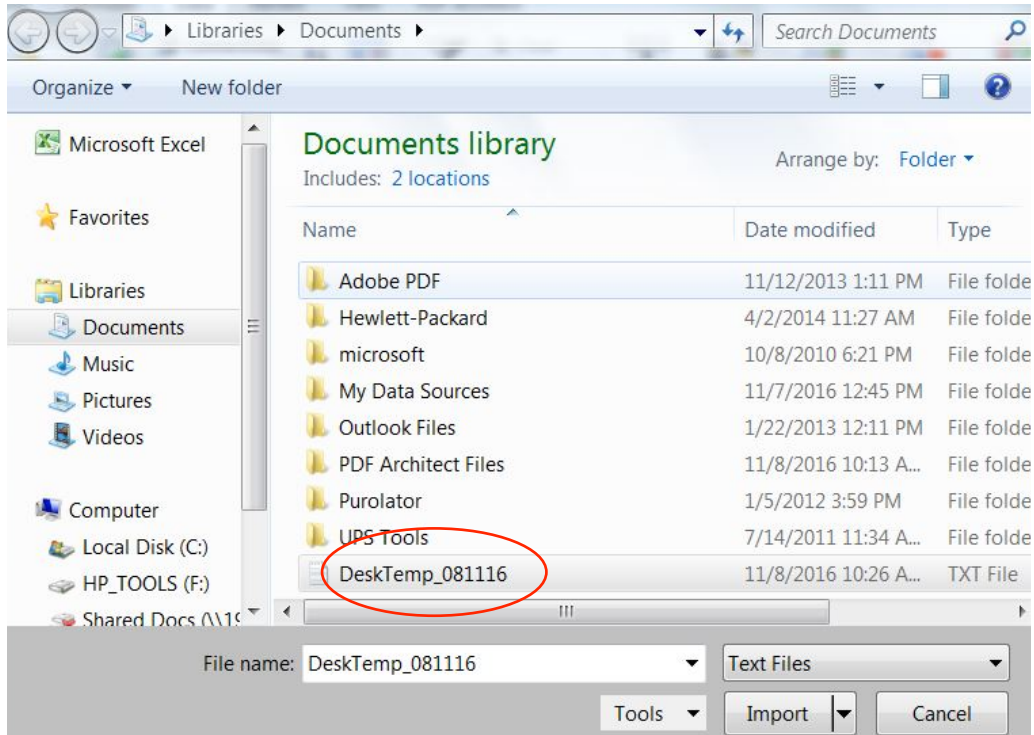 Libraries Documents Search Documents
Organize New folder
Microsoft Excel
Favorites
Libraries
Documents
Music
Pictures
Videos
Computer
Local Disk (C:)
HP_TOOLS (F:)
Shared Docs (\\19
Documents library
Includes: 2 locations
Arrange by: Folder
Name Date modified Type
Adobe PDF 11/12/2013 1:11 PM File folde
Hewlett-Packard 4/2/2014 11:27 AM File folde
microsoft 10/8/2010 6:21 PM File folde
My Data Sources 11/7/2016 12:45 PM File folde
Outlook Files 1/22/2013 12:11 PM File folde
PDF Architect Files 11/8/2016 10:13 A... File folde
Purolator 1/5/2012 3:59 PM File folde
UPS Tools 7/14/2011 11:34 A... File folde
DeskTemp_081116 11/8/2016 10:26 A... TXT File
File name: DeskTemp_081116 Text Files
Tools Import Cancel